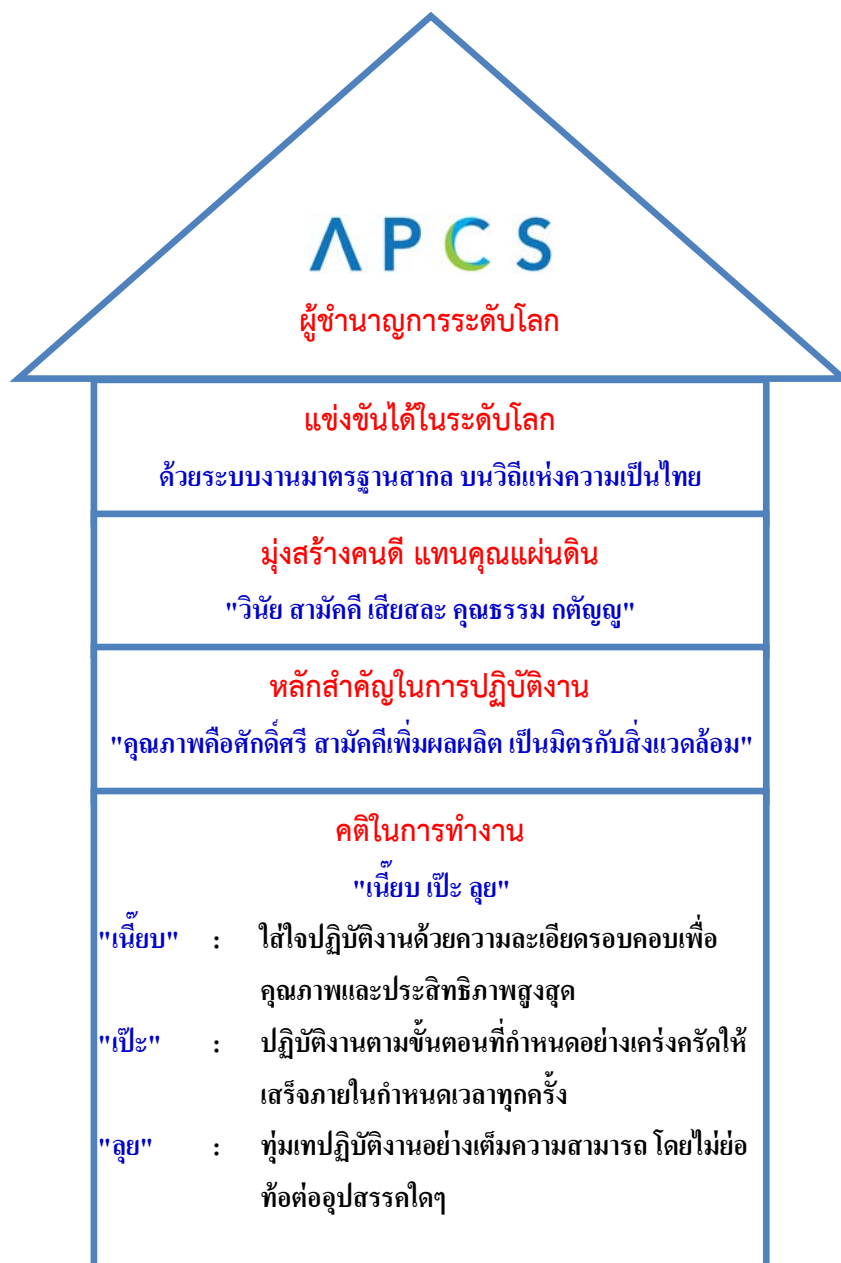 APCS
ผู้ชำนาญการระดับโลก
แข่งขันได้ในระดับโลก
ด้วยระบบงานมาตรฐานสากล บนวิถีแห่งความเป็นไทย
มุ่งสร้างคนดี แทนคุณแผ่นดิน
"วินัย สามัคคี เสียสละ คุณธรรม กตัญญู"
หลักสำคัญในการปฏิบัติงาน
"คุณภาพคือศักดิ์ศรี สามัคคีเพิ่มผลผลิต เป็นมิตรกับสิ่งแวดล้อม"
คติในการทำงาน
"เนี๊ยบ เป๊ะ ลุย"
"เนี๊ยบ" : ใส่ใจปฏิบัติงานด้วยความละเอียดรอบคอบเพื่อ
คุณภาพและประสิทธิภาพสูงสุด
"เป๊ะ" : ปฏิบัติงานตามขั้นตอนที่กำหนดอย่างเคร่งครัดให้
เสร็จภายในกำหนดเวลาทุกครั้ง
"ลุย" : ทุ่มเทปฏิบัติงานอย่างเต็มความสามารถ โดยไม่ย่อ
ท้อต่ออุปสรรคใดๆ